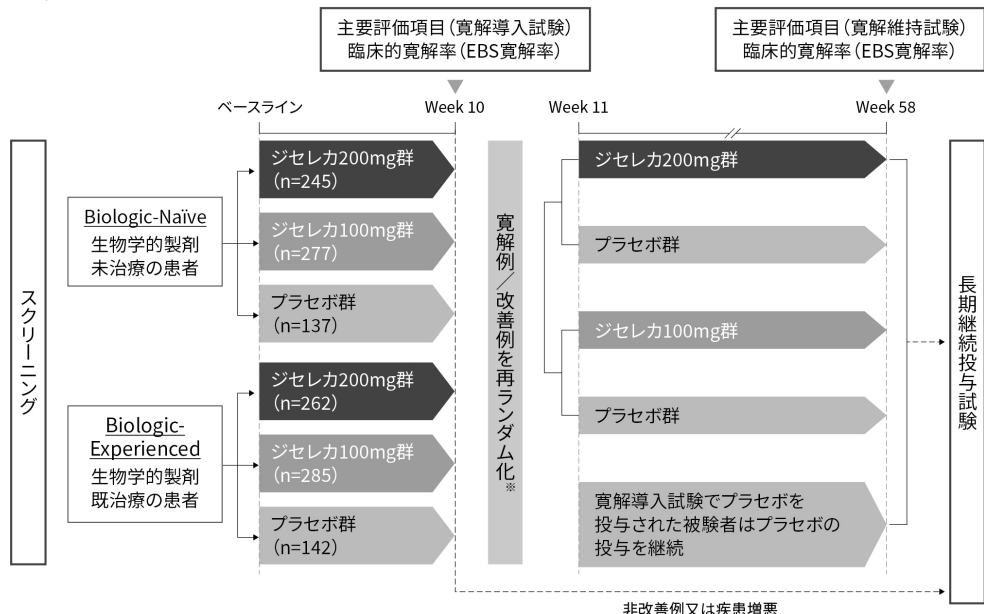 主要評価項目（寛解導入試験）
臨床的寛解率（EBS寛解率）
主要評価項目（寛解維持試験）
臨床的寛解率（EBS寛解率）
ベースライン
Week 10
Week 11
Week 58
スクリーニング
Biologic-Naïve
生物学的製剤
未治療の患者
ジセレカ200mg群
（n=245）
ジセレカ100mg群
（n=277）
プラセボ群
（n=137）
Biologic-
Experienced
生物学的製剤
既治療の患者
ジセレカ200mg群
（n=262）
ジセレカ100mg群
（n=285）
プラセボ群
（n=142）
寛解例／改善例を再ランダム化※
ジセレカ200mg群
プラセボ群
ジセレカ100mg群
プラセボ群
寛解導入試験でプラセボを
投与された被験者はプラセボの
投与を継続
長期継続投与試験
非改善例又は疾患増悪